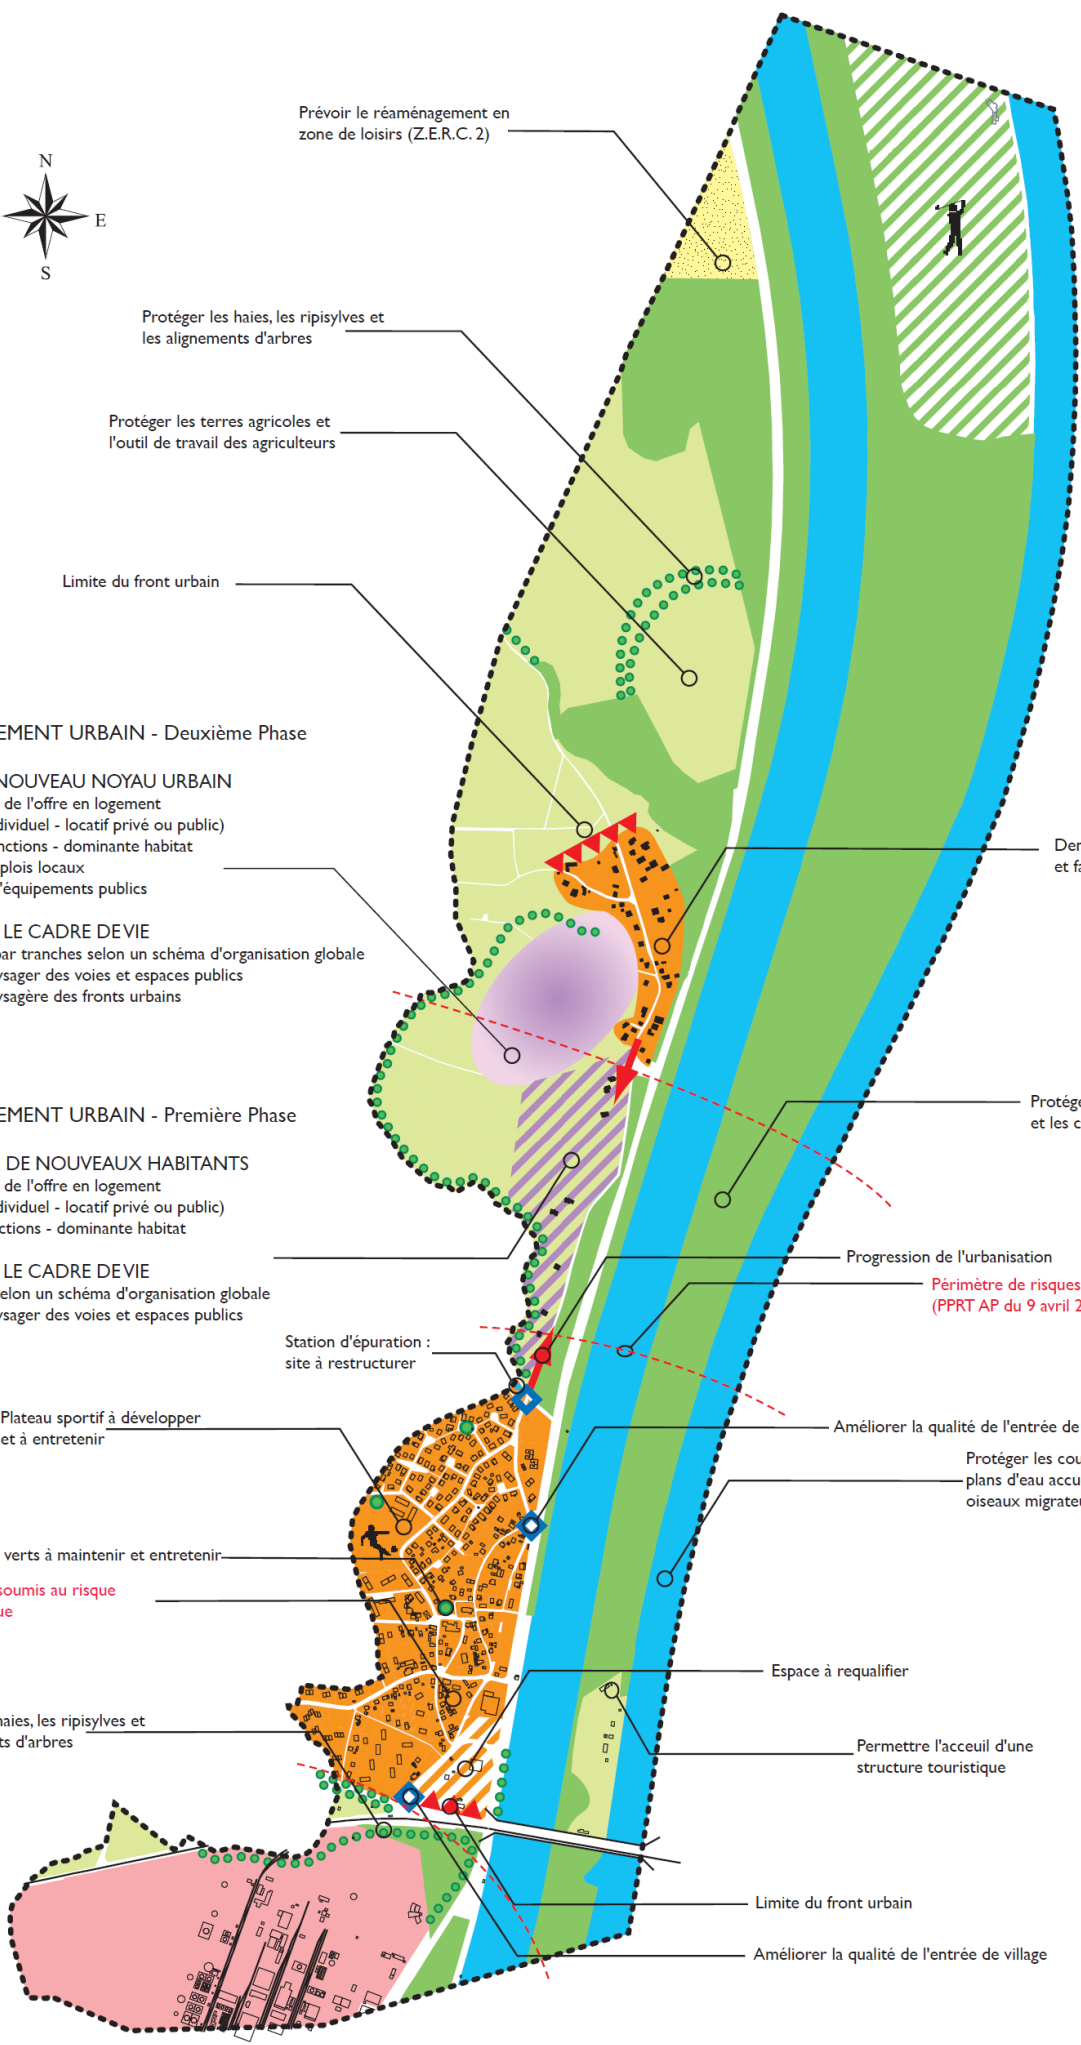 Prévoir le réaménagement en
zone de loisirs (Z.E.R.C. 2)
N
E
S
Protéger les haies, les ripisylves et
les alignements d'arbres
Protéger les terres agricoles et
l'outil de travail des agriculteurs
Limite du front urbain
EMENT URBAIN - Deuxième Phase
NOUVEAU NOYAU URBAIN
de l'offre en logement
dividuel - locatif privé ou public)
nctions - dominante habitat
plois locaux
'équipements publics
LE CADRE DE VIE
par tranches selon un schéma d'organisation globale
ysager des voies et espaces publics
ysagère des fronts urbains
Der
et fa
EMENT URBAIN - Première Phase
DE NOUVEAUX HABITANTS
de l'offre en logement
dividuel - locatif privé ou public)
ctions - dominante habitat
LE CADRE DE VIE
elon un schéma d'organisation globale
ysager des voies et espaces publics
Protége
et les c
Progression de l'urbanisation
Périmètre de risques
(PPRT AP du 9 avril 2
Station d'épuration :
site à restructurer
Plateau sportif à développer
et à entretenir
Améliorer la qualité de l'entrée de
Protéger les cou
plans d'eau accu
oiseaux migrate
verts à maintenir et entretenir
soumis au risque
ue
Espace à requalifier
haies, les ripisylves et
ts d'arbres
Permettre l'acceuil d'une
structure touristique
Limite du front urbain
Améliorer la qualité de l'entrée de village